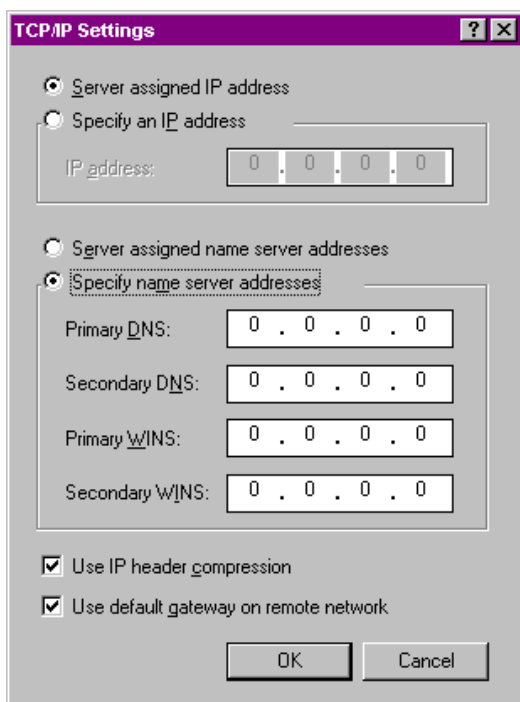 TCP/IP Settings
Server assigned IP address
Specify an IP address
IP address: 0 . 0 . 0 . 0
Server assigned name server addresses
Specify name server addresses
Primary DNS: 0 . 0 . 0 . 0
Secondary DNS: 0 . 0 . 0 . 0
Primary WINS: 0 . 0 . 0 . 0
Secondary WINS: 0 . 0 . 0 . 0
Use IP header compression
Use default gateway on remote network
OK Cancel